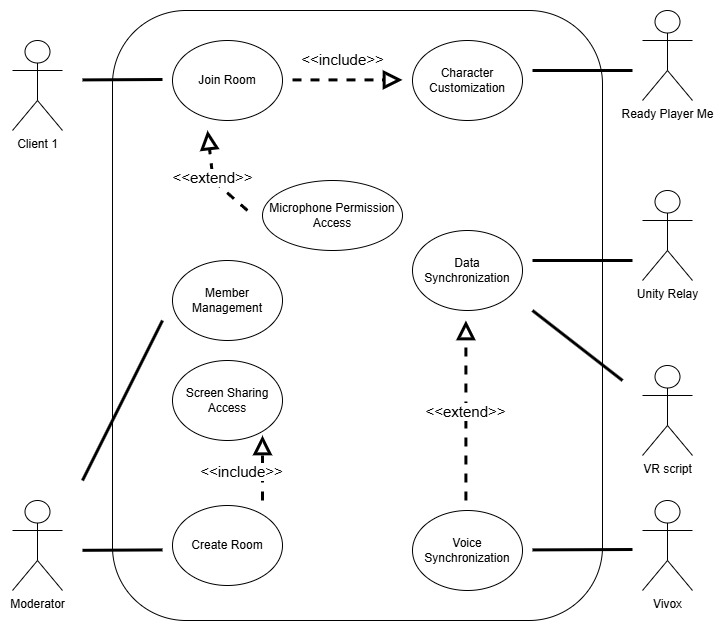 <<include>>
Join Room
Character
Customization
Client 1
Ready Player Me
<<extend>>
Microphone Permission
Access
Data
Synchronization
Member
Management
Unity Relay
Screen Sharing
Access
<<extend>>
VR script
<<include>>
Create Room
Voice
Synchronization
Moderator
Vivox